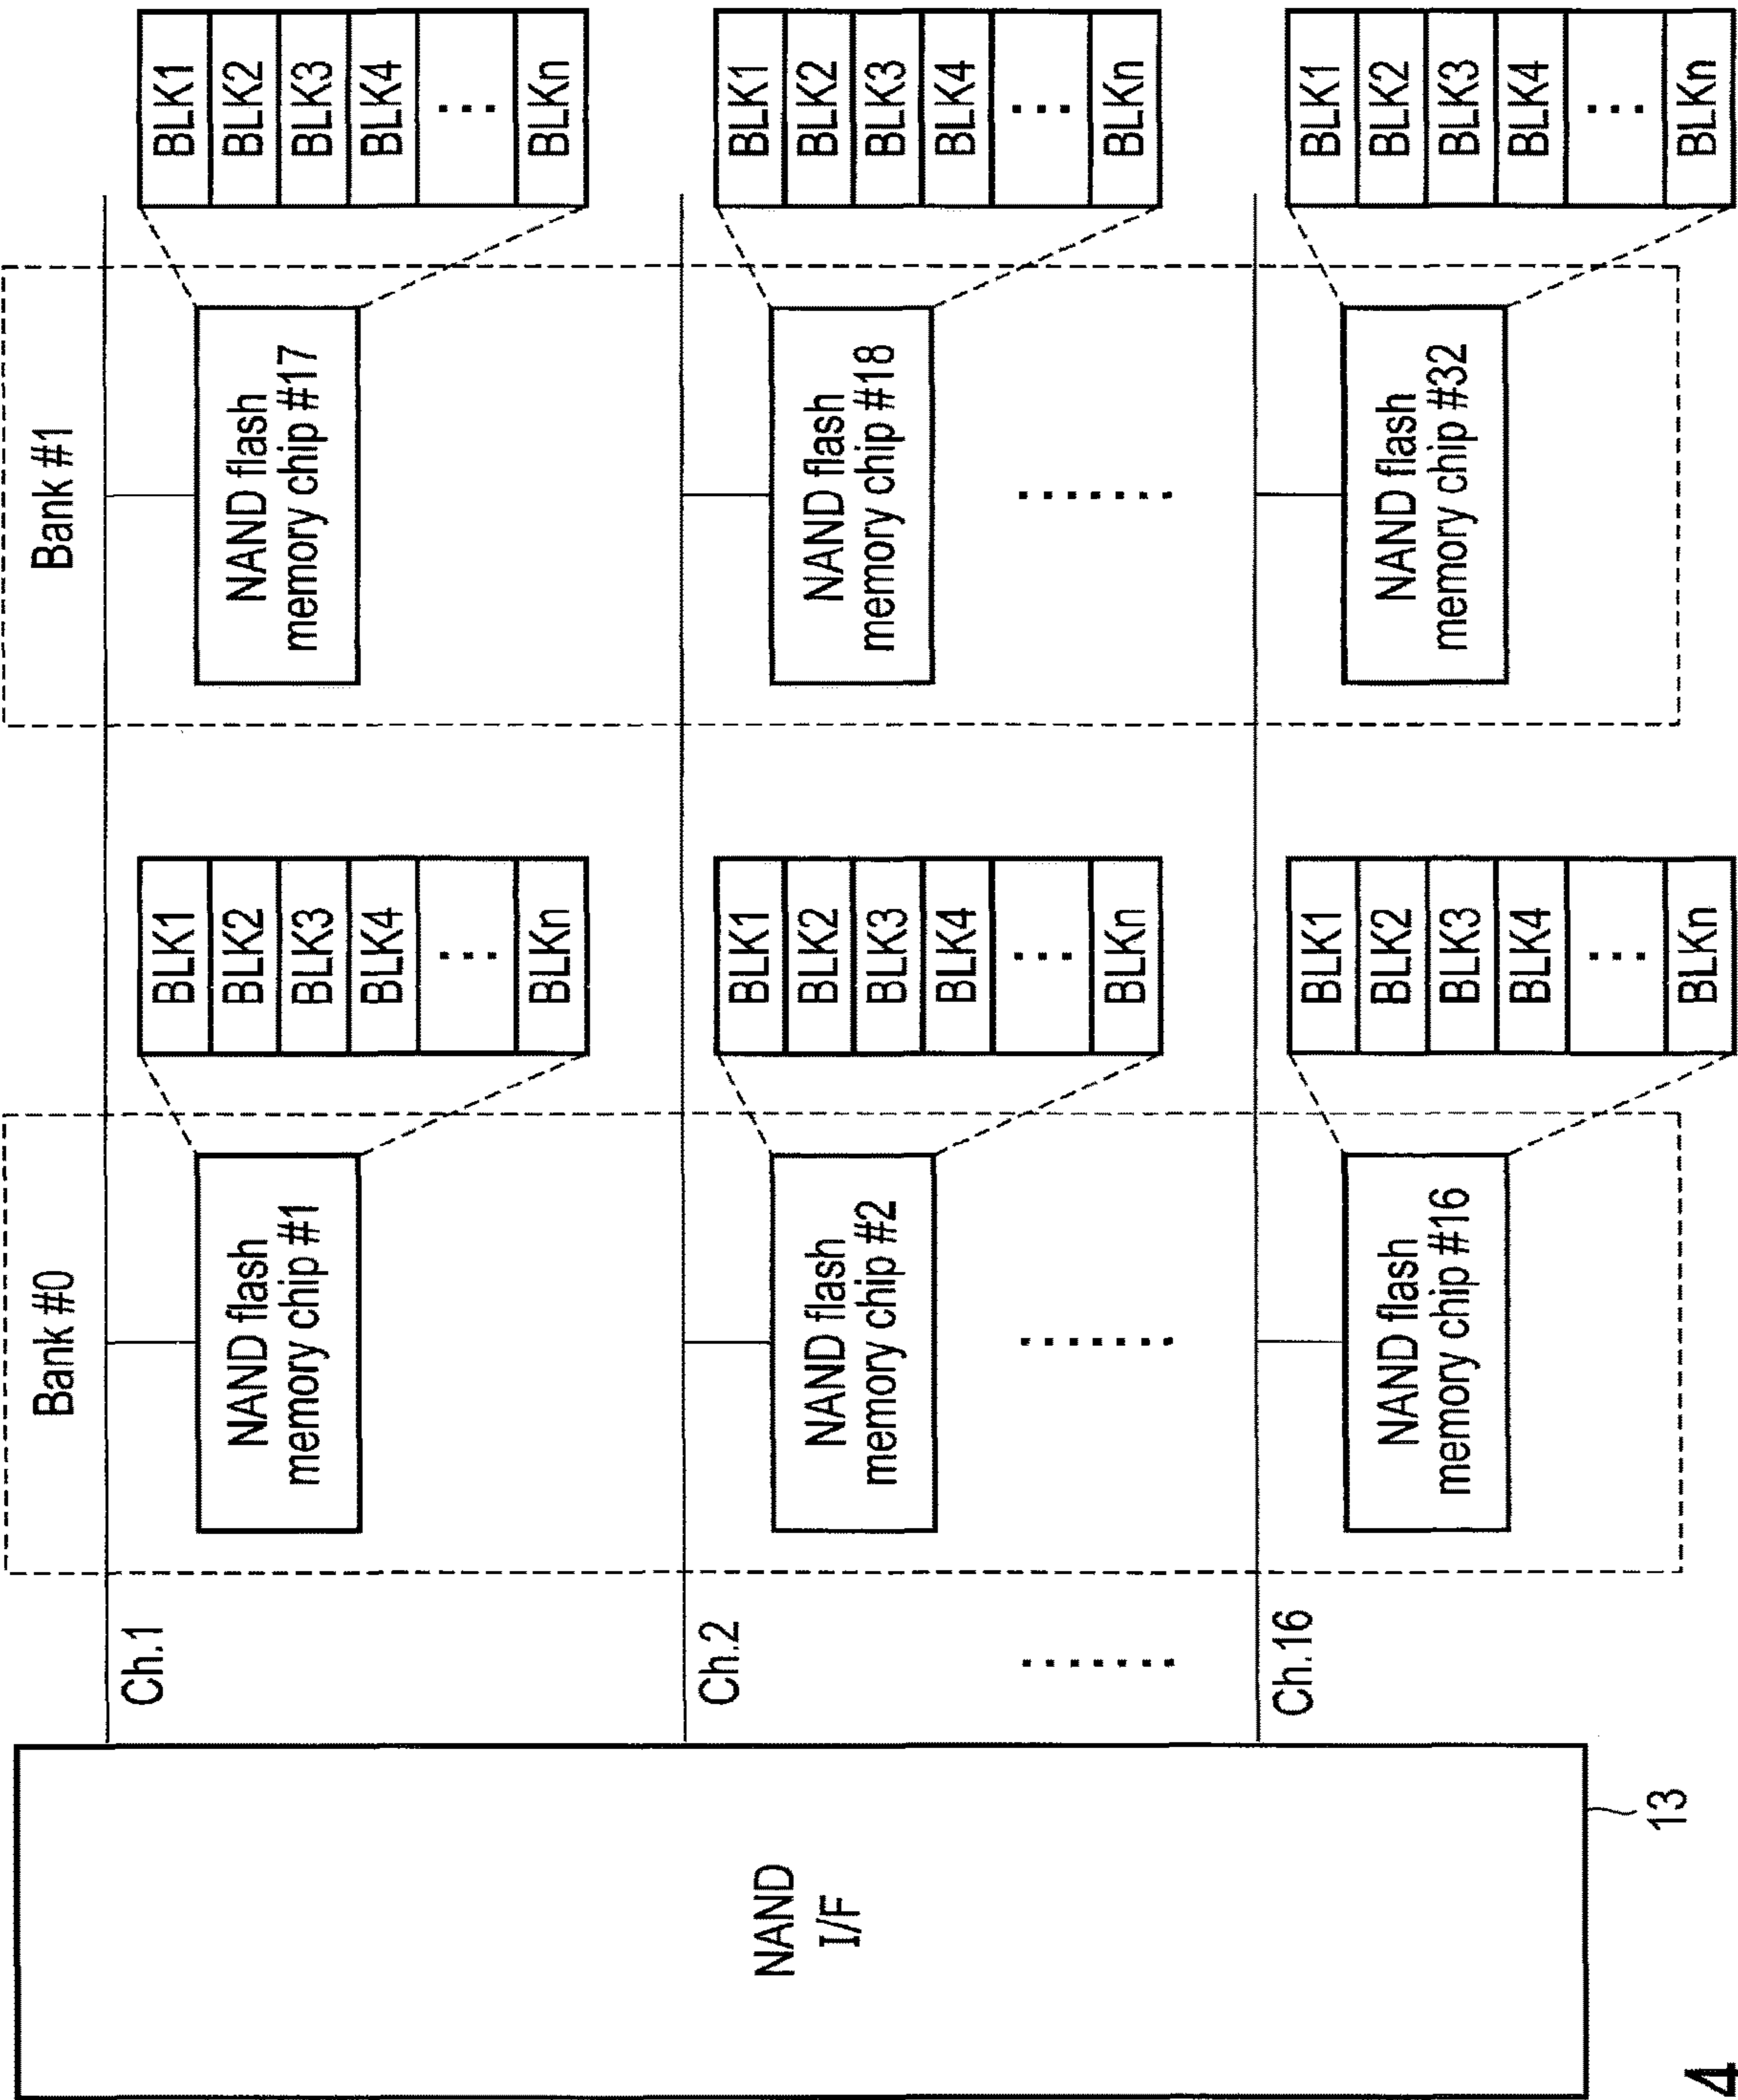 Bank #0
Bank #1
NAND
I/F
13
Ch.1
NAND flash
memory chip #1
BLK1
BLK2
BLK3
BLK4
...
BLKn
NAND flash
memory chip #17
BLK1
BLK2
BLK3
BLK4
...
BLKn
Ch.2
NAND flash
memory chip #2
BLK1
BLK2
BLK3
BLK4
...
BLKn
NAND flash
memory chip #18
BLK1
BLK2
BLK3
BLK4
...
BLKn
.......
.......
.......
Ch.16
NAND flash
memory chip #16
BLK1
BLK2
BLK3
BLK4
...
BLKn
NAND flash
memory chip #32
BLK1
BLK2
BLK3
BLK4
...
BLKn
4